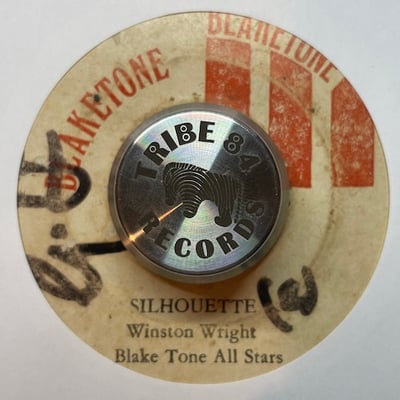 BLAKETONE
BLAKETONE
TRIBE 84
RECORDS
SILHOUETTE
Winston Wright
Blake Tone All Stars